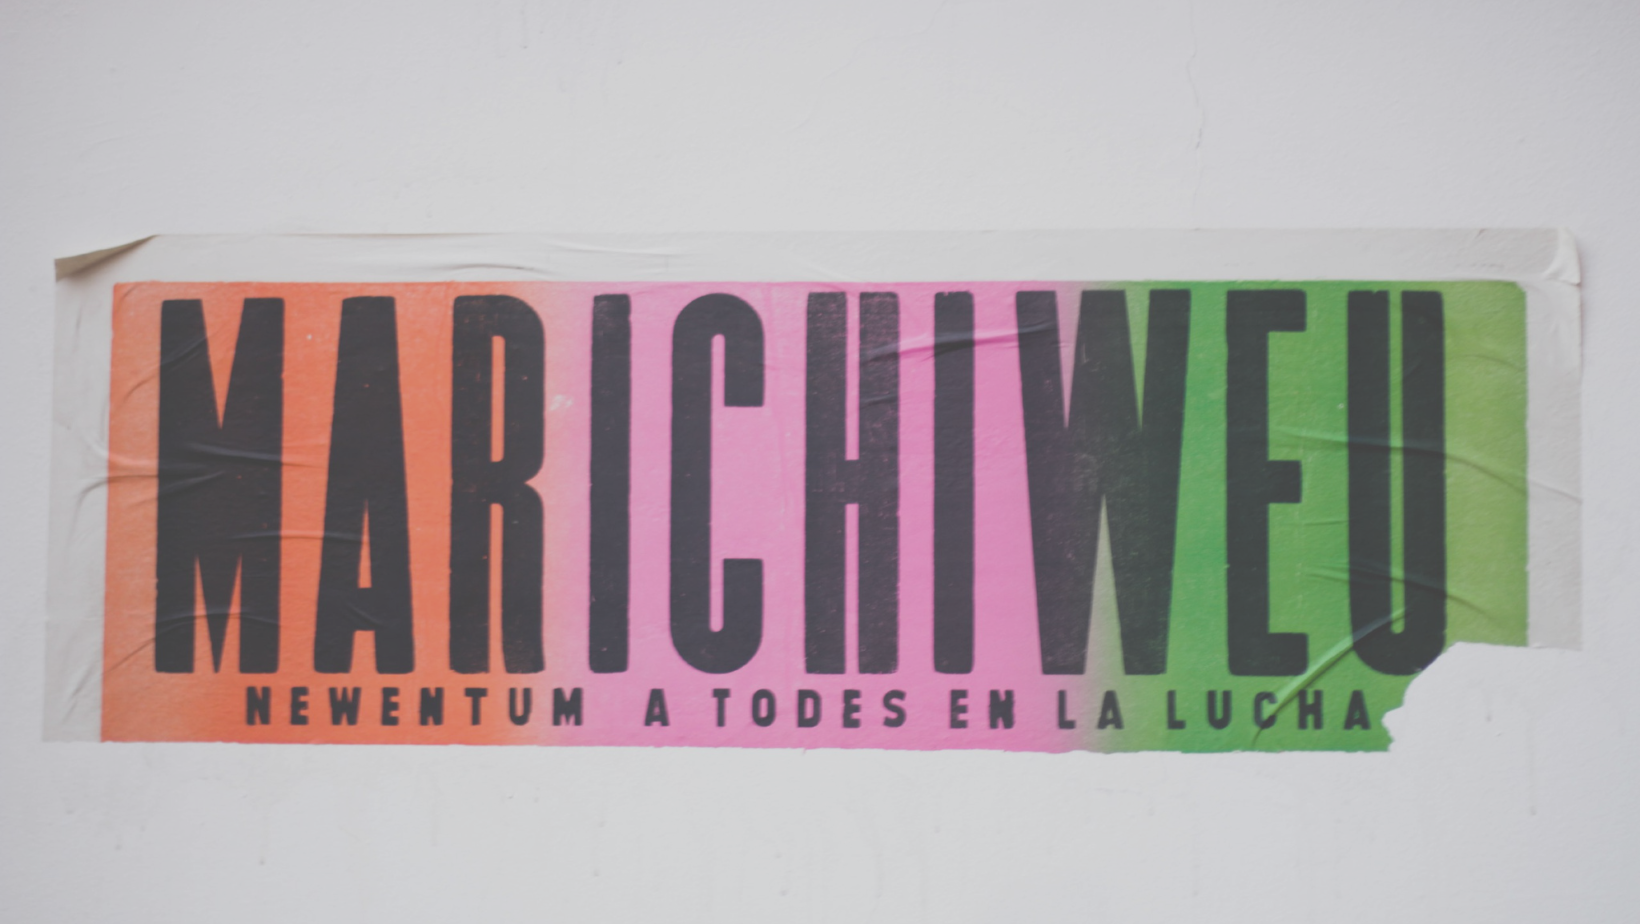 MARICHIWEU
NEWENTUM A TODES EN LA LUCHA